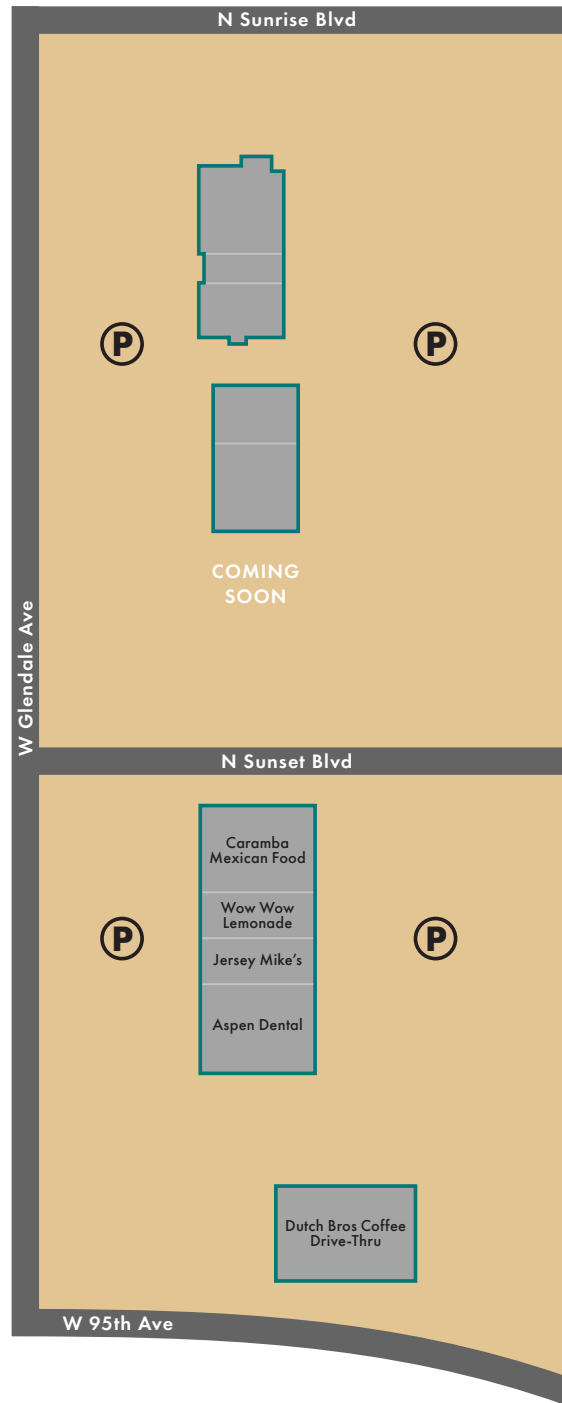 N Sunrise Blvd
P
P
COMING
SOON
W Glendale Ave
N Sunset Blvd
Caramba
Mexican Food
Wow Wow
Lemonade
P
P
Jersey Mike's
Aspen Dental
Dutch Bros Coffee
Drive-Thru
W 95th Ave